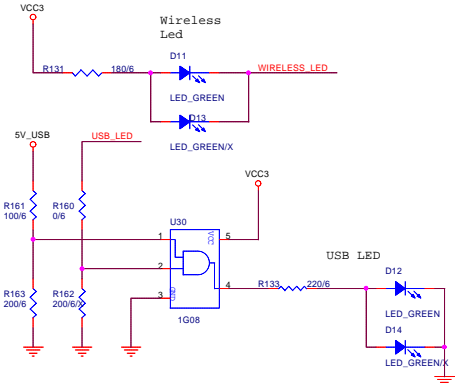 VCC3
Wireless
Led
D11
R131
180/6
WIRELESS_LED
LED_GREEN
D13
LED_GREEN/X
5V_USB
USB_LED
VCC3
R161
100/6
R160
0/6
U30
1
VCC
5
USB LED
2
D12
4
R133
220/6
3
GND
R163
200/6
R162
200/6/X
LED_GREEN
1G08
D14
LED_GREEN/X